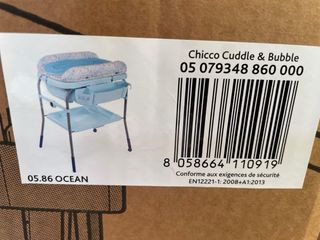 Chicco Cuddle & Bubble
05 079348 860 000
8 058664 110919
Conforme aux exigences de sécurité
EN12221-1: 2008+A1:2013
05.86 OCEAN